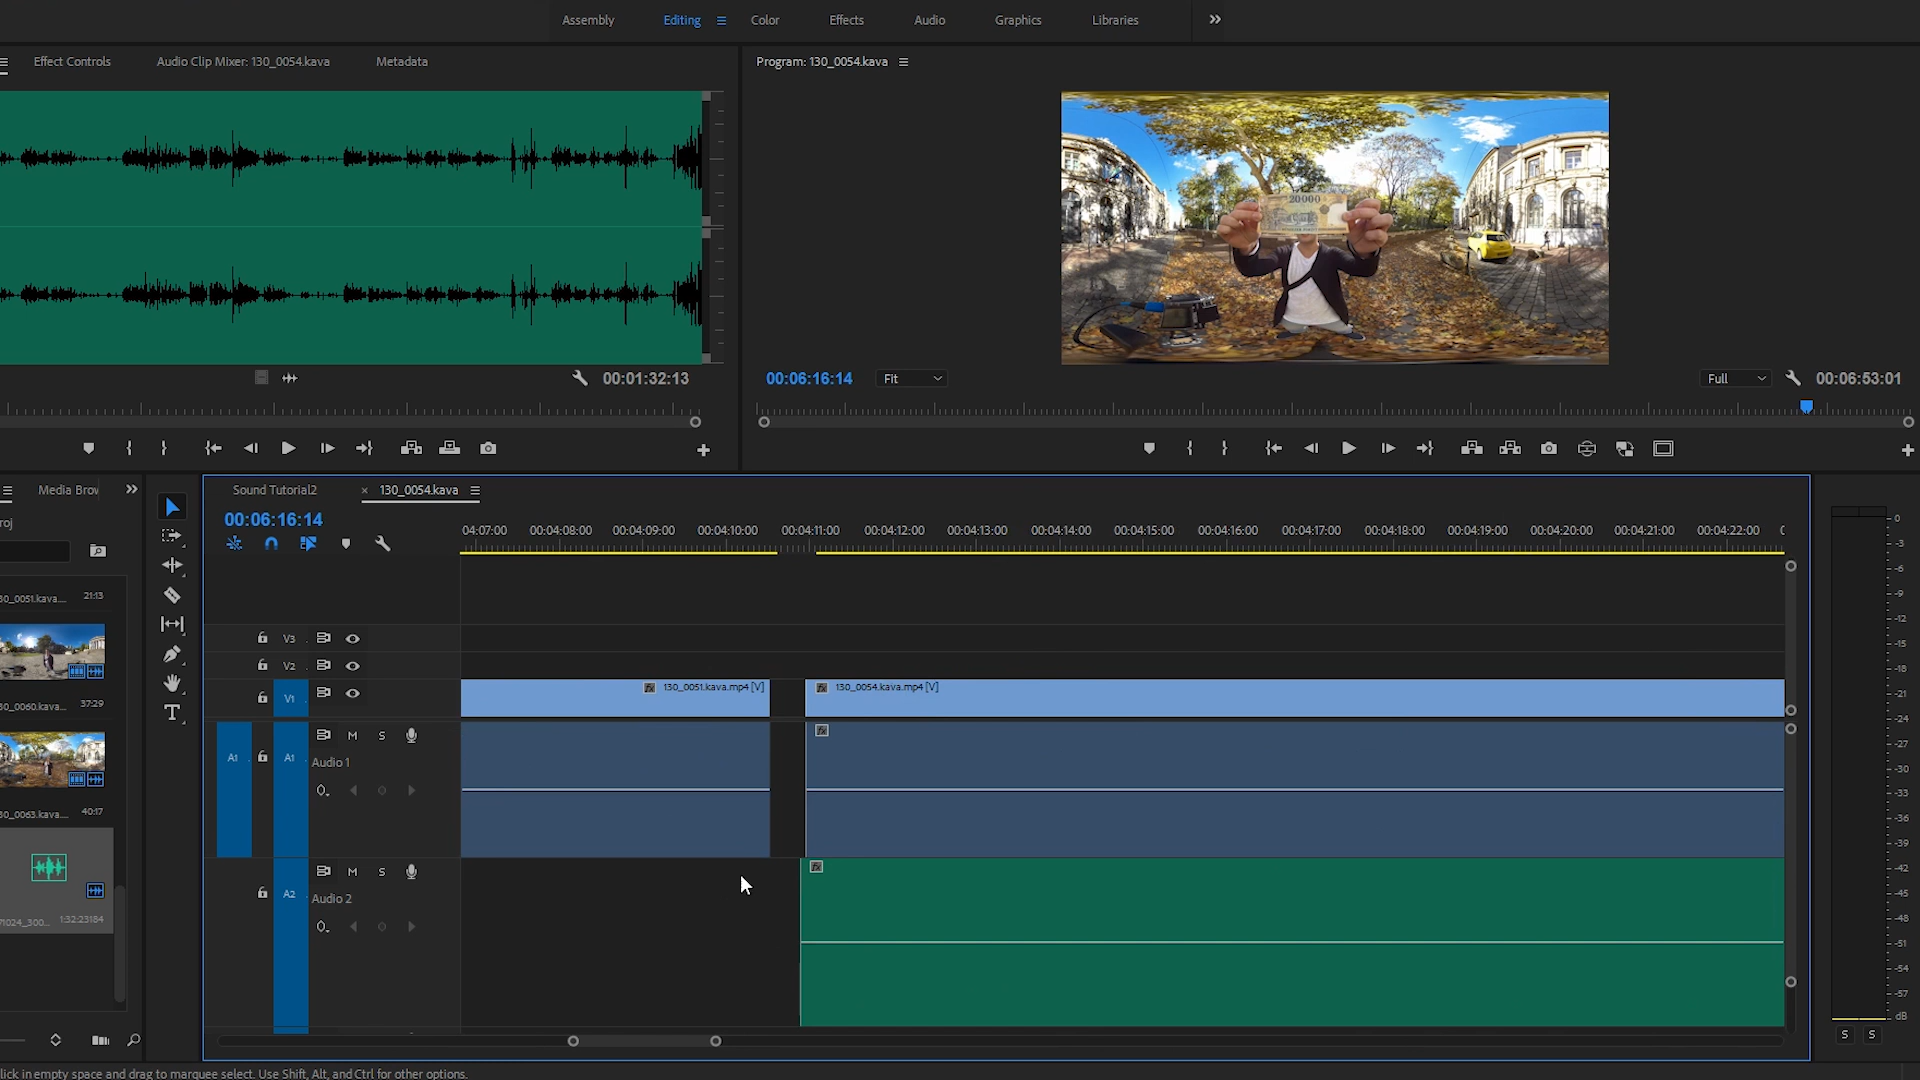 Assembly Editing Color Effects Audio Graphics Libraries
Effect Controls Audio Clip Mixer: 130_0054.kava Metadata
Program: 130_0054.kava
20000
00:01:32:13
00:06:16:14 Fit Full 00:06:53:01
Media Brow
Sound Tutorial2 × 130_0054.kava
00:06:16:14
04:07:00 00:04:08:00 00:04:09:00 00:04:10:00 00:04:11:00 00:04:12:00 00:04:13:00 00:04:14:00 00:04:15:00 00:04:16:00 00:04:17:00 00:04:18:00 00:04:19:00 00:04:20:00 00:04:21:00 00:04:22:00
roj
30_0051.kava.... 21:13
30_0060.kava... 37:29
30_0063.kava.... 40:17
71024_300... 1:32:23184
V3
V2
V1
130_0051.kava.mp4 [V] 130_0054.kava.mp4 [V]
A1 A1 M S
Audio 1
A2 M S
Audio 2
0
-3
-6
-9
-12
-15
-18
-21
-24
-27
-30
-33
-36
-39
-42
-45
-48
-51
-54
-57
dB
S S
lick in empty space and drag to marquee select. Use Shift, Alt, and Ctrl for other options.